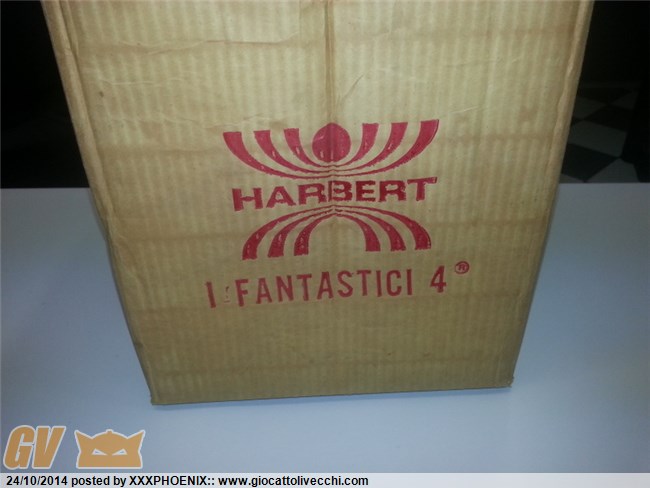 HARBERT
I FANTASTICI 4®
GV
24/10/2014 posted by XXXPHOENIX:: www.giocattolivecchi.com